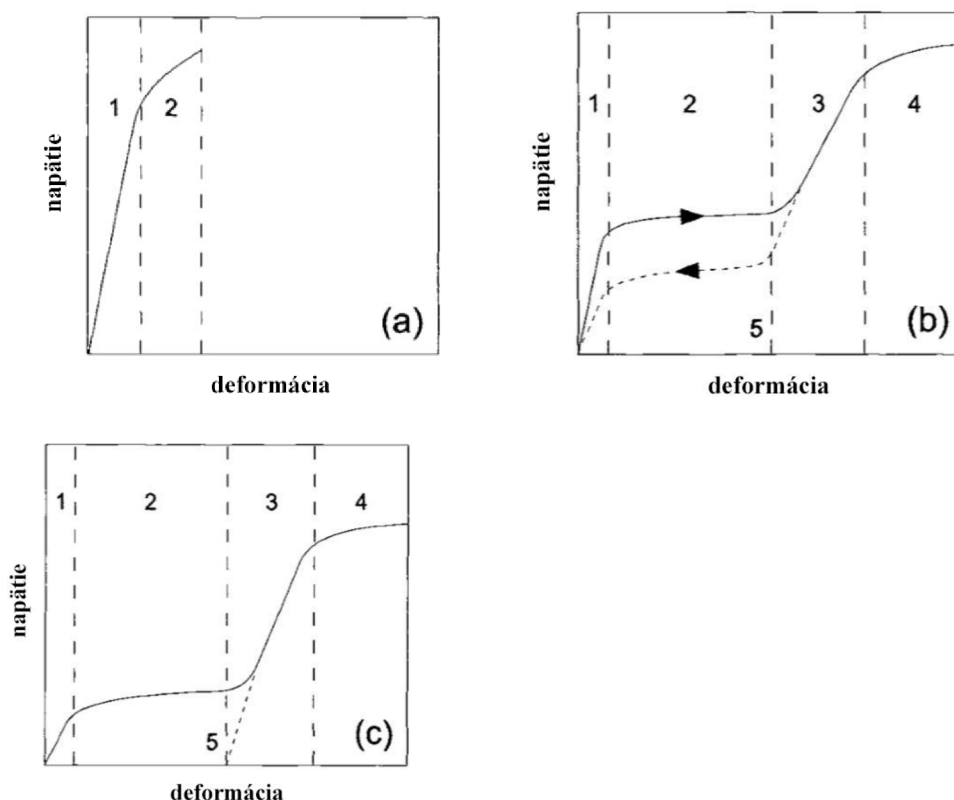 1 2
napätie
(a)
deformácia
1 2 3 4
napätie
5
(b)
deformácia
1 2 3 4
napätie
5
(c)
deformácia